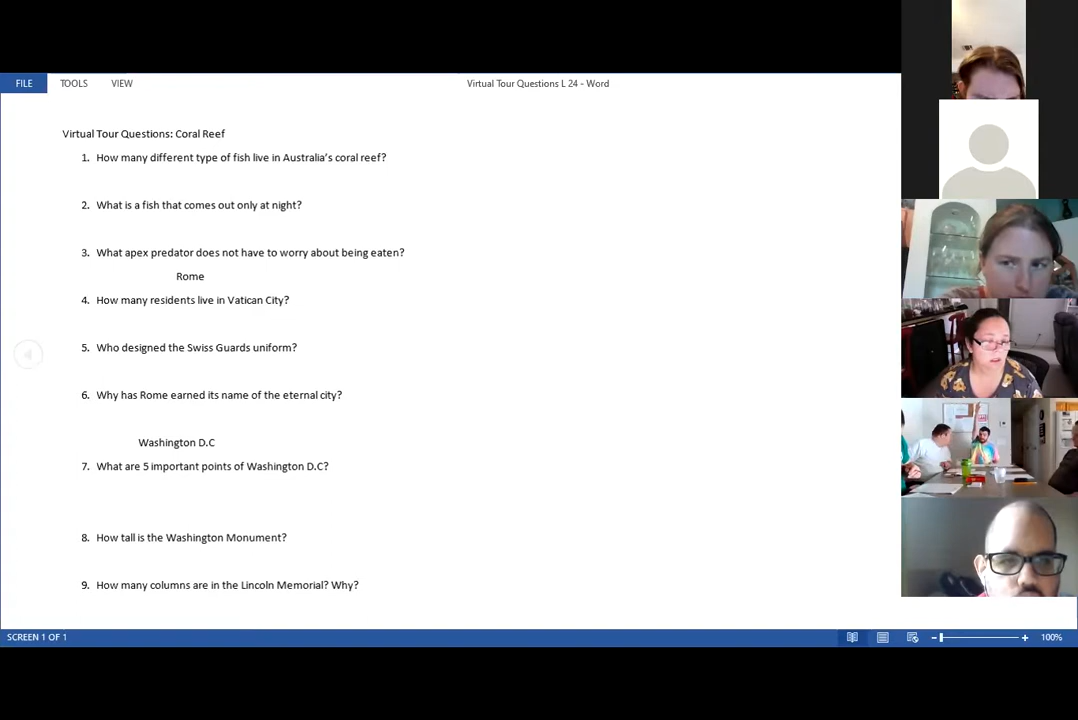 FILE TOOLS VIEW Virtual Tour Questions L 24 - Word
Virtual Tour Questions: Coral Reef
1. How many different type of fish live in Australia's coral reef?
2. What is a fish that comes out only at night?
3. What apex predator does not have to worry about being eaten?
Rome
4. How many residents live in Vatican City?
5. Who designed the Swiss Guards uniform?
6. Why has Rome earned its name of the eternal city?
Washington D.C
7. What are 5 important points of Washington D.C?
8. How tall is the Washington Monument?
9. How many columns are in the Lincoln Memorial? Why?
SCREEN 1 OF 1 100%